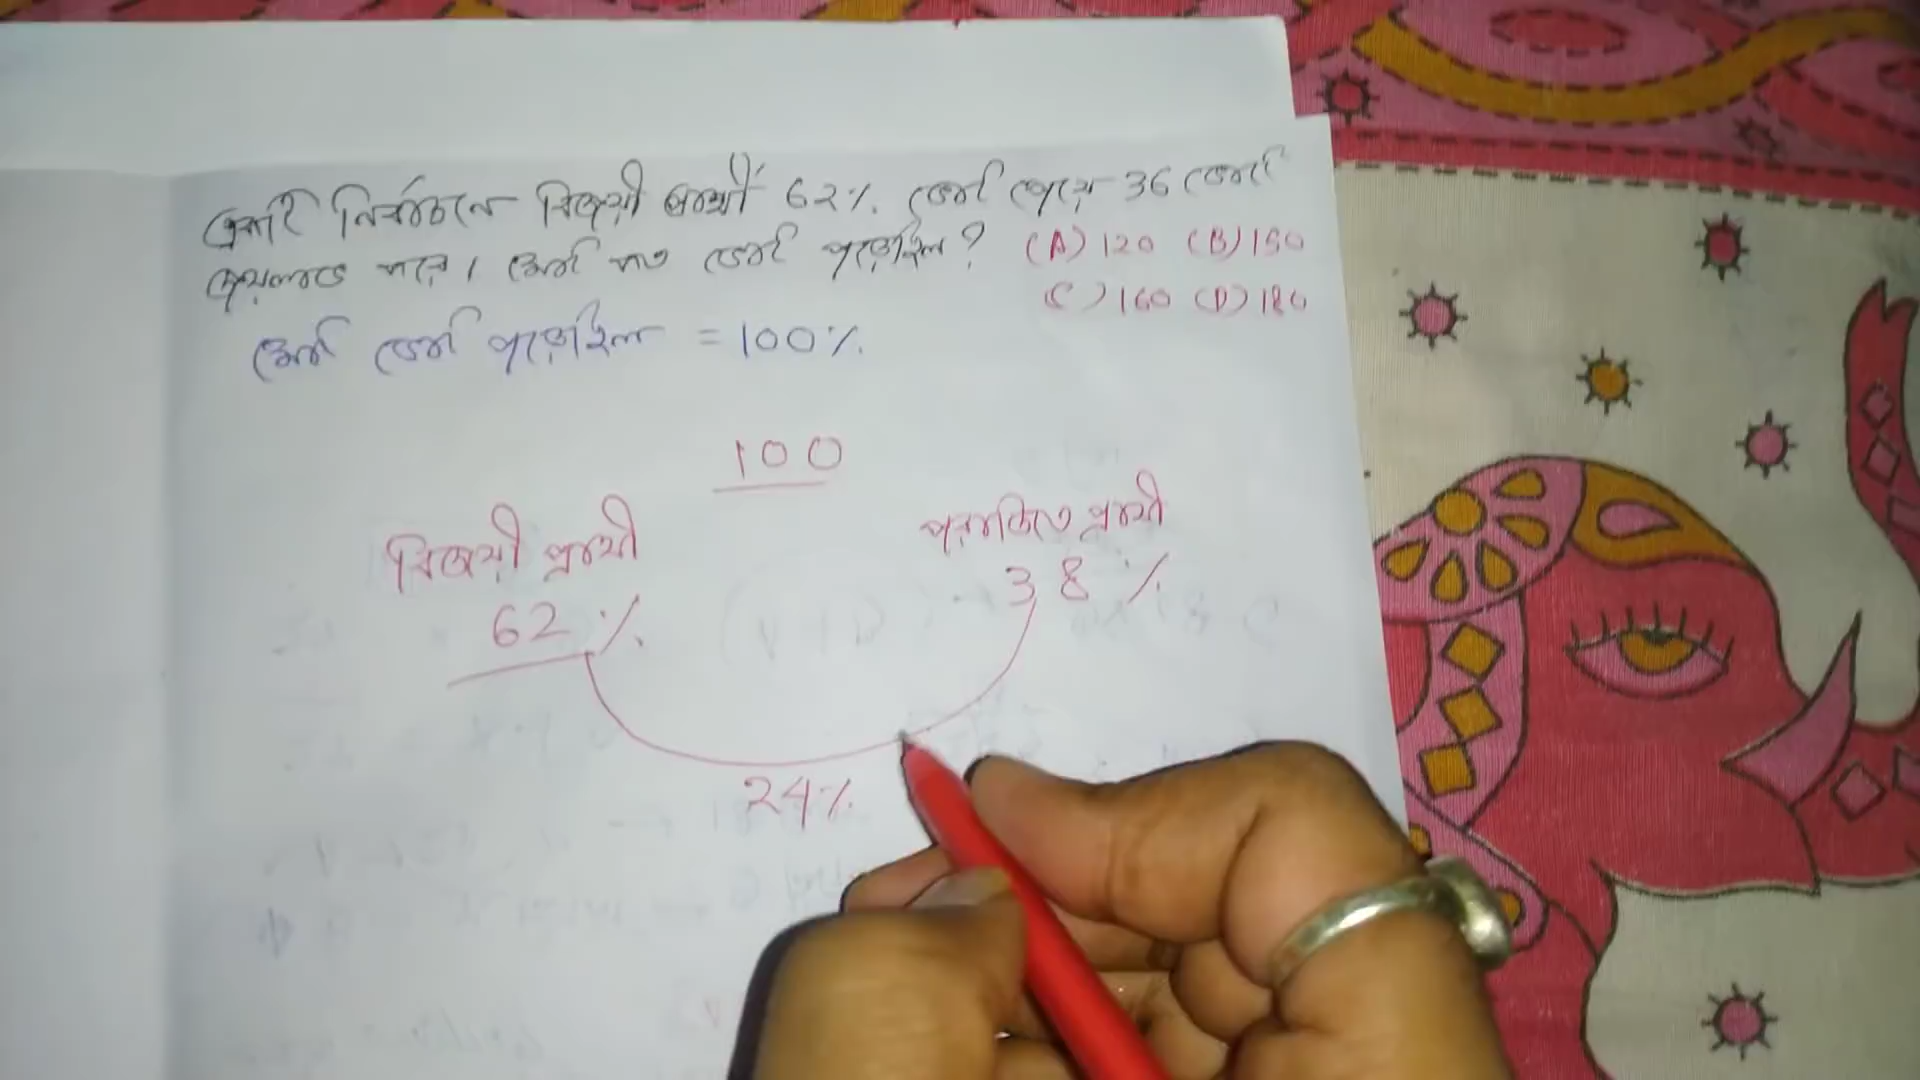 একটি নির্বাচনে বিজয়ী প্রার্থী 62% ভোট পেয়ে 36 ভোটে
জয়লাভ করে। মোট কত ভোট পড়েছিল? (A) 120 (B) 150
(C) 160 (D) 180
মোট ভোট পড়েছিল = 100%
100
বিজয়ী প্রার্থী
পরাজিত প্রার্থী
62%
38%
24%